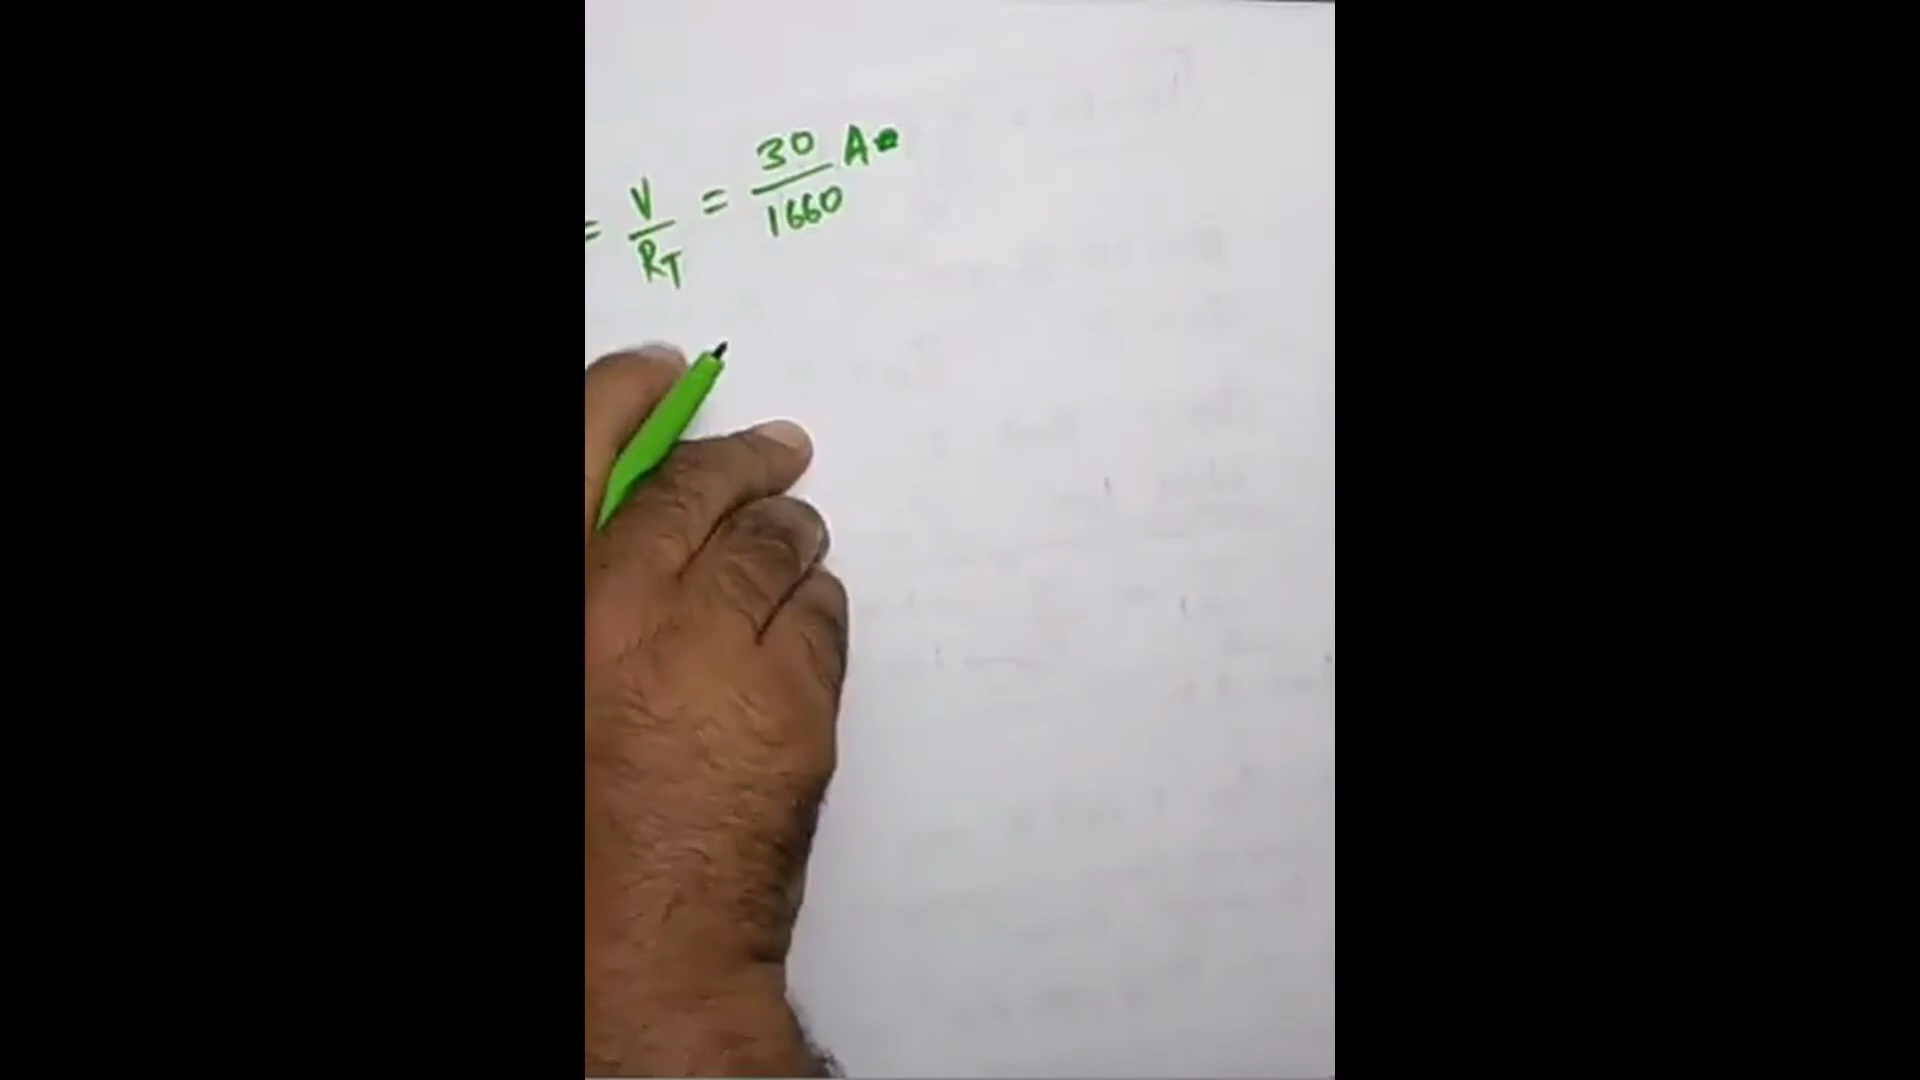 = V/R_T = 30/1660 A